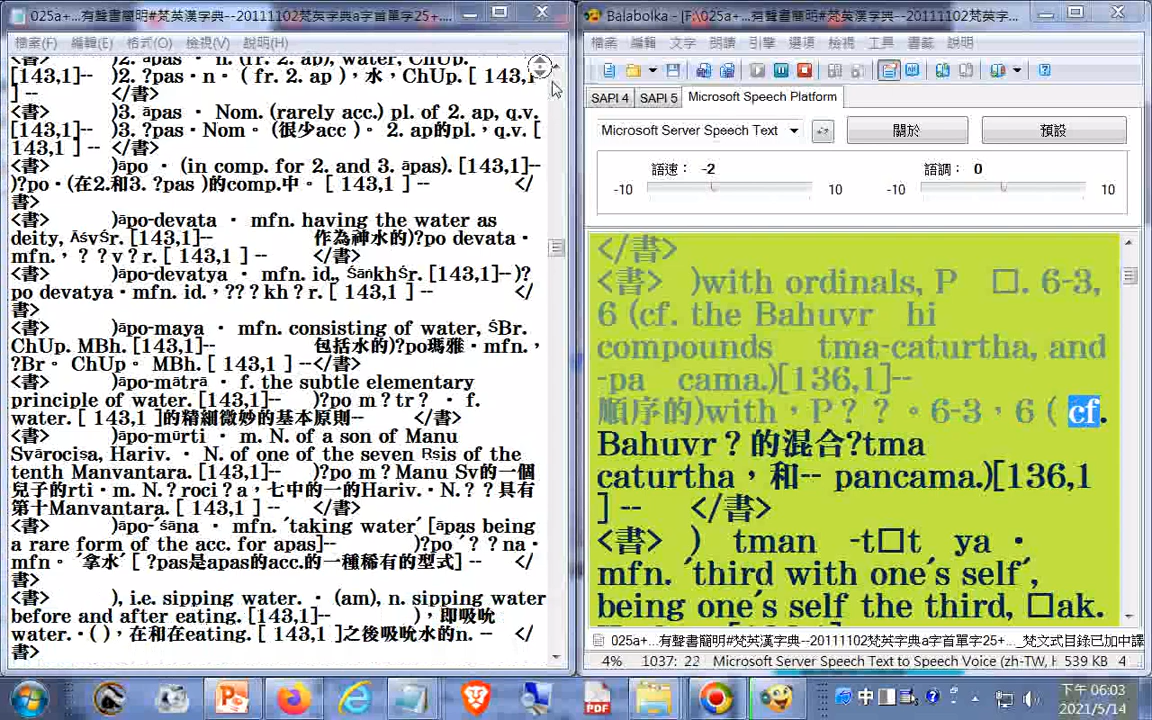 025a+...有聲書簡明#梵英漢字典--20111102梵英字典a字首單字25+...
檔案(F) 編輯(E) 格式(O) 檢視(V) 說明(H)
<書> )2. āpas · n. (fr. 2. ap), water, ChUp.
[143,1]-- )2. ?pas · n · ( fr. 2. ap ) , 水 , ChUp. [ 143,1
] -- </書>
<書> )3. āpas · Nom. (rarely acc.) pl. of 2. ap, q.v.
[143,1]-- )3. ?pas · Nom。 (很少acc )。 2. ap的pl. , q.v. [
143,1 ] -- </書>
<書> )āpo · (in comp. for 2. and 3. āpas). [143,1]--
)?po · (在2.和3. ?pas )的comp.中。 [ 143,1 ] -- </
書>
<書> )āpo-devata · mfn. having the water as
deity, ĀśvŚr. [143,1]-- 作為神水的)?po devata ·
mfn. , ? ? v ? r. [ 143,1 ] -- </書>
<書> )āpo-devatya · mfn. id., ŚāṅkhŚr. [143,1]--)?
po devatya · mfn. id. , ? ? ? kh ? r. [ 143,1 ] -- </
書>
<書> )āpo-maya · mfn. consisting of water, ŚBr.
ChUp. MBh. [143,1]-- 包括水的)?po瑪雅 · mfn. ,
?Br。 ChUp。 MBh. [ 143,1 ] --</書>
<書> )āpo-mātrā · f. the subtle elementary
principle of water. [143,1]-- )?po m ? tr ? · f.
water. [ 143,1 ]的精細微妙的基本原則-- </書>
<書> )āpo-mūrti · m. N. of a son of Manu
Svārociṣa, Hariv. · N. of one of the seven Ṛṣis of the
tenth Manvantara. [143,1]-- )?po m ? Manu Sv的一個
兒子的rti · m. N. ? roci ? a , 七中的一的Hariv. · N. ? ? 具有
第十Manvantara. [ 143,1 ] -- </書>
<書> )āpo-'śāna · mfn. 'taking water' [āpas being
a rare form of the acc. for apas]-- )?po ' ? ? na ·
mfn。 '拿水' [ ?pas是apas的acc.的一種稀有的型式] -- </
書>
<書> ), i.e. sipping water. · (am), n. sipping water
before and after eating. [143,1]-- ) , 即吸吮
water. · ( ) , 在和在eating. [ 143,1 ]之後吸吮水的n. -- </
書>
Balabolka - [F:\025a+...有聲書簡明#梵英漢字典--20111102梵英字...
檔案 編輯 文字 朗讀 引擎 選項 檢視 工具 書籤 說明
SAPI 4 SAPI 5 Microsoft Speech Platform
Microsoft Server Speech Text 關於 預設
語速: -2 語調: 0
-10 10 -10 10
</書>
<書> )with ordinals, P □. 6-3,
6 (cf. the Bahuvr hi
compounds tma-caturtha, and
-pa cama.)[136,1]--
順序的)with , P ? ? 。6-3 , 6 ( cf.
Bahuvr ? 的混合?tma
caturtha , 和-- pancama.)[136,1
] -- </書>
<書> ) tman -t□t ya ·
mfn. 'third with one's self',
being one's self the third, □ak.
025a+...有聲書簡明#梵英漢字典--20111102梵英字典a字首單字25+..._梵文式目錄已加中譯
4% 1037: 22 Microsoft Server Speech Text to Speech Voice (zh-TW, H 539 KB 4
中
下午 06:03
2021/5/14